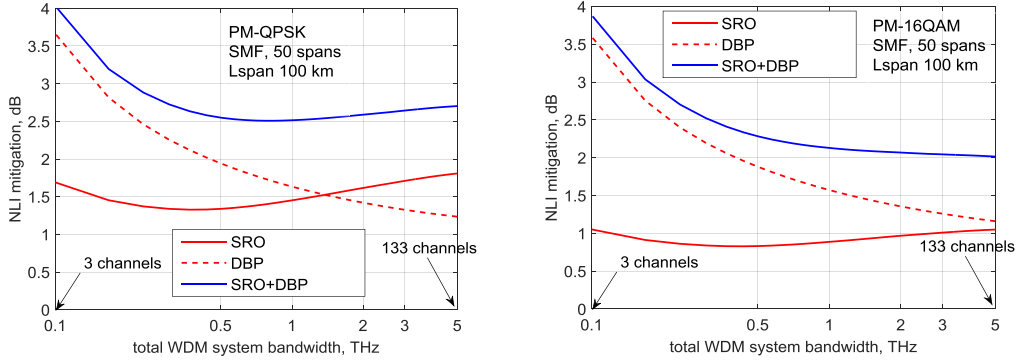 4
3.5
3
2.5
2
1.5
1
0.5
0
NLI mitigation, dB
PM-QPSK
SMF, 50 spans
Lspan 100 km
SRO
DBP
SRO+DBP
3 channels
133 channels
0.1
0.5
1
2
3
5
total WDM system bandwidth, THz
4
3.5
3
2.5
2
1.5
1
0.5
0
NLI mitigation, dB
SRO
DBP
SRO+DBP
PM-16QAM
SMF, 50 spans
Lspan 100 km
3 channels
133 channels
0.1
0.5
1
2
3
5
total WDM system bandwidth, THz